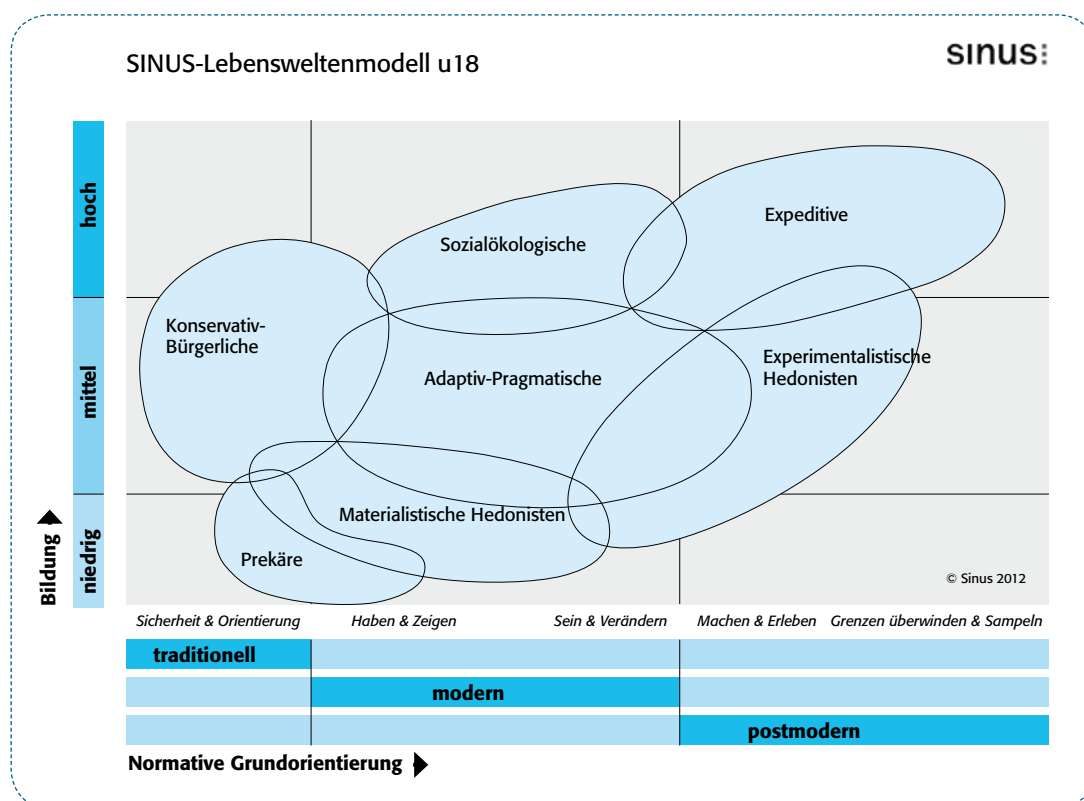 SINUS-Lebensweltenmodell u18
sinus:
hoch
mittel
niedrig
Bildung
Sozialökologische
Expeditive
Konservativ-
Bürgerliche
Adaptiv-Pragmatische
Experimentalistische
Hedonisten
Materialistische Hedonisten
Prekäre
© Sinus 2012
Sicherheit & Orientierung
Haben & Zeigen
Sein & Verändern
Machen & Erleben
Grenzen überwinden & Sampeln
traditionell
modern
postmodern
Normative Grundorientierung